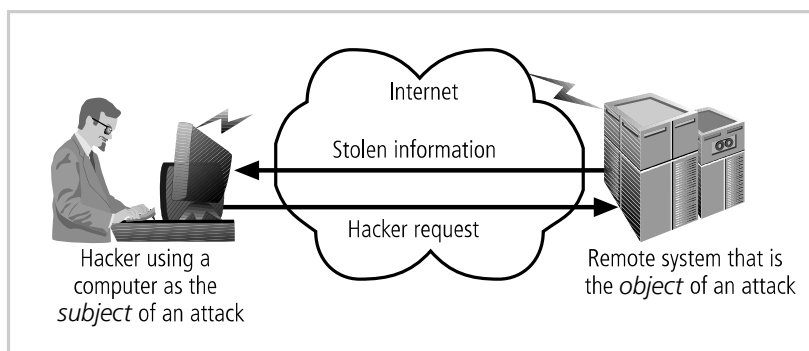 Internet
Stolen information
Hacker request
Hacker using a
computer as the
subject of an attack
Remote system that is
the object of an attack